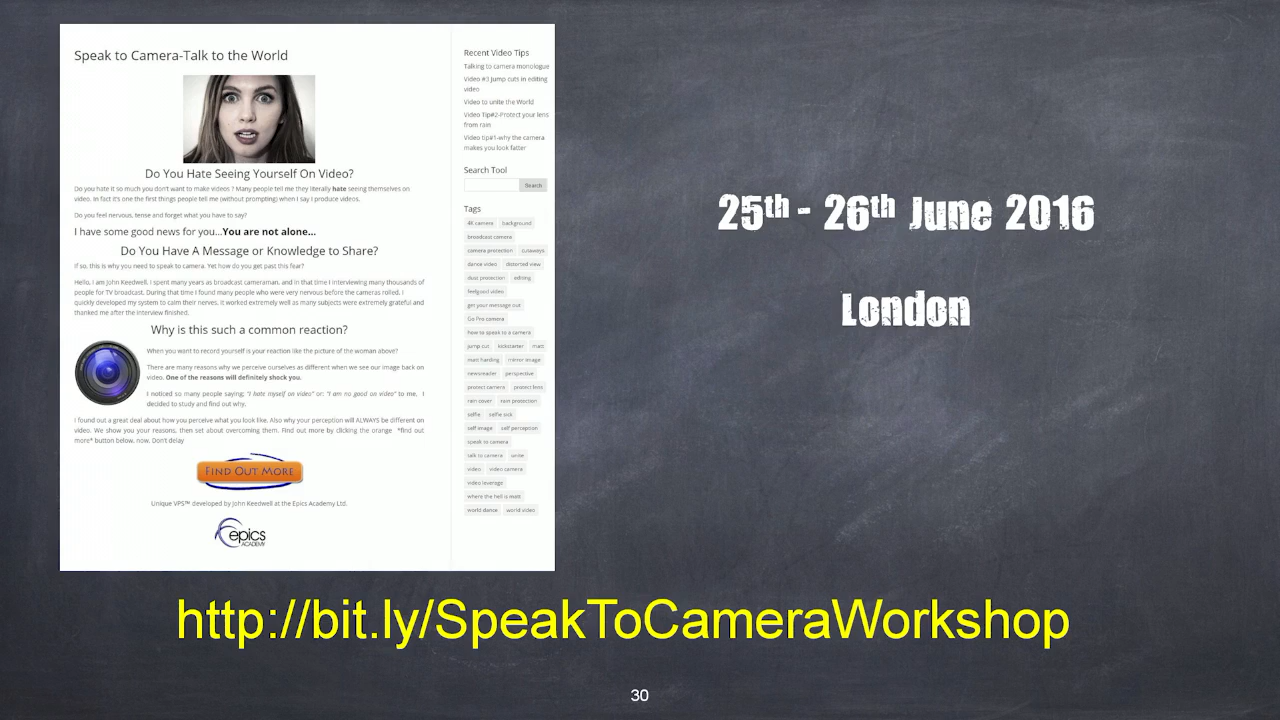 Speak to Camera-Talk to the World
Do You Hate Seeing Yourself On Video?
Do you hate it so much you don't want to make videos ? Many people tell me they literally hate seeing themselves on
video. In fact it's one the first things people tell me (without prompting) when I say I produce videos.
Do you feel nervous, tense and forget what you have to say?
I have some good news for you...You are not alone...
Do You Have A Message or Knowledge to Share?
If so, this is why you need to speak to camera. Yet how do you get past this fear?
Hello, I am John Keedwell. I spent many years as broadcast cameraman, and in that time I interviewing many thousands of
people for TV broadcast. During that time I found many people who were very nervous before the cameras rolled. I
quickly developed my system to calm their nerves. It worked extremely well as many subjects were extremely grateful and
thanked me after the interview finished.
Why is this such a common reaction?
When you want to record yourself is your reaction like the picture of the woman above?
There are many reasons why we perceive ourselves as different when we see our image back on
video. One of the reasons will definitely shock you.
I noticed so many people saying; "I hate myself on video" or; "I am no good on video" to me, I
decided to study and find out why.
I found out a great deal about how you perceive what you look like. Also why your perception will ALWAYS be different on
video. We show you your reasons, then set about overcoming them. Find out more by clicking the orange *find out
more* button below, now, Don't delay
FIND OUT MORE
Unique VPS™ developed by John Keedwell at the Epics Academy Ltd.
epics
ACADEMY
Recent Video Tips
Talking to camera monologue
Video #3 Jump cuts in editing
video
Video to unite the World
Video Tip#2-Protect your lens
from rain
Video tip#1-why the camera
makes you look fatter
Search Tool
Search
Tags
4K camera background
broadcast camera
camera protection cutaways
dance video distorted view
dust protection editing
feelgood video
get your message out
Go Pro camera
how to speak to a camera
jump cut kickstarter matt
matt harding mirror image
newsreader perspective
protect camera protect lens
rain cover rain protection
selfie selfie stick
self image self perception
speak to camera
talk to camera unite
video video camera
video leverage
where the hell is matt
world dance world video
25th - 26th June 2016
London
http://bit.ly/SpeakToCameraWorkshop
30